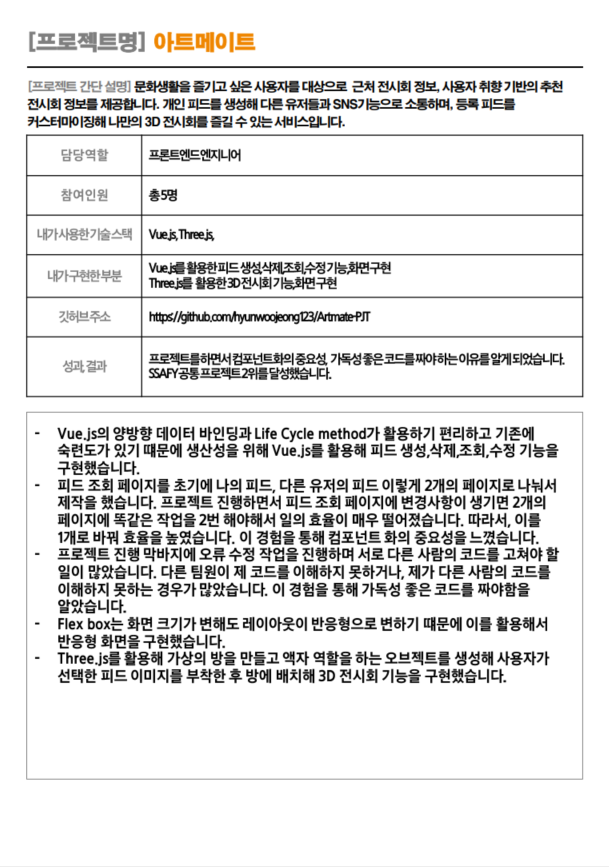 [프로젝트명] 아트메이트
[프로젝트 간단 설명] 문화생활을 즐기고 싶은 사용자를 대상으로 근처 전시회 정보, 사용자 취향 기반의 추천
전시회 정보를 제공합니다. 개인 피드를 생성해 다른 유저들과 SNS기능으로 소통하며, 등록 피드를
커스터마이징해 나만의 3D 전시회를 즐길 수 있는 서비스입니다.
담당역할 프론트엔드엔지니어
참여인원 총5명
내가사용한기술스택 Vue.js, Three.js,
내가구현한부분 Vue.js를 활용한 피드 생성,삭제,조회,수정 기능,화면 구현
Three.js를 활용한 3D 전시회 기능,화면 구현
깃허브주소 https://github.com/hyunwoojeong123/Artmate-PJT
성과, 결과 프로젝트를 하면서 컴포넌트화의 중요성, 가독성 좋은 코드를 짜야 하는 이유를 알게 되었습니다.
SSAFY 공통 프로젝트 2위를 달성했습니다.
- Vue.js의 양방향 데이터 바인딩과 Life Cycle method가 활용하기 편리하고 기존에
숙련도가 있기 때문에 생산성을 위해 Vue.js를 활용해 피드 생성,삭제,조회,수정 기능을
구현했습니다.
- 피드 조회 페이지를 초기에 나의 피드, 다른 유저의 피드 이렇게 2개의 페이지로 나눠서
제작을 했습니다. 프로젝트 진행하면서 피드 조회 페이지에 변경사항이 생기면 2개의
페이지에 똑같은 작업을 2번 해야해서 일의 효율이 매우 떨어졌습니다. 따라서, 이를
1개로 바꿔 효율을 높였습니다. 이 경험을 통해 컴포넌트 화의 중요성을 느꼈습니다.
- 프로젝트 진행 막바지에 오류 수정 작업을 진행하며 서로 다른 사람의 코드를 고쳐야 할
일이 많았습니다. 다른 팀원이 제 코드를 이해하지 못하거나, 제가 다른 사람의 코드를
이해하지 못하는 경우가 많았습니다. 이 경험을 통해 가독성 좋은 코드를 짜야함을
알았습니다.
- Flex box는 화면 크기가 변해도 레이아웃이 반응형으로 변하기 떄문에 이를 활용해서
반응형 화면을 구현했습니다.
- Three.js를 활용해 가상의 방을 만들고 액자 역할을 하는 오브젝트를 생성해 사용자가
선택한 피드 이미지를 부착한 후 방에 배치해 3D 전시회 기능을 구현했습니다.